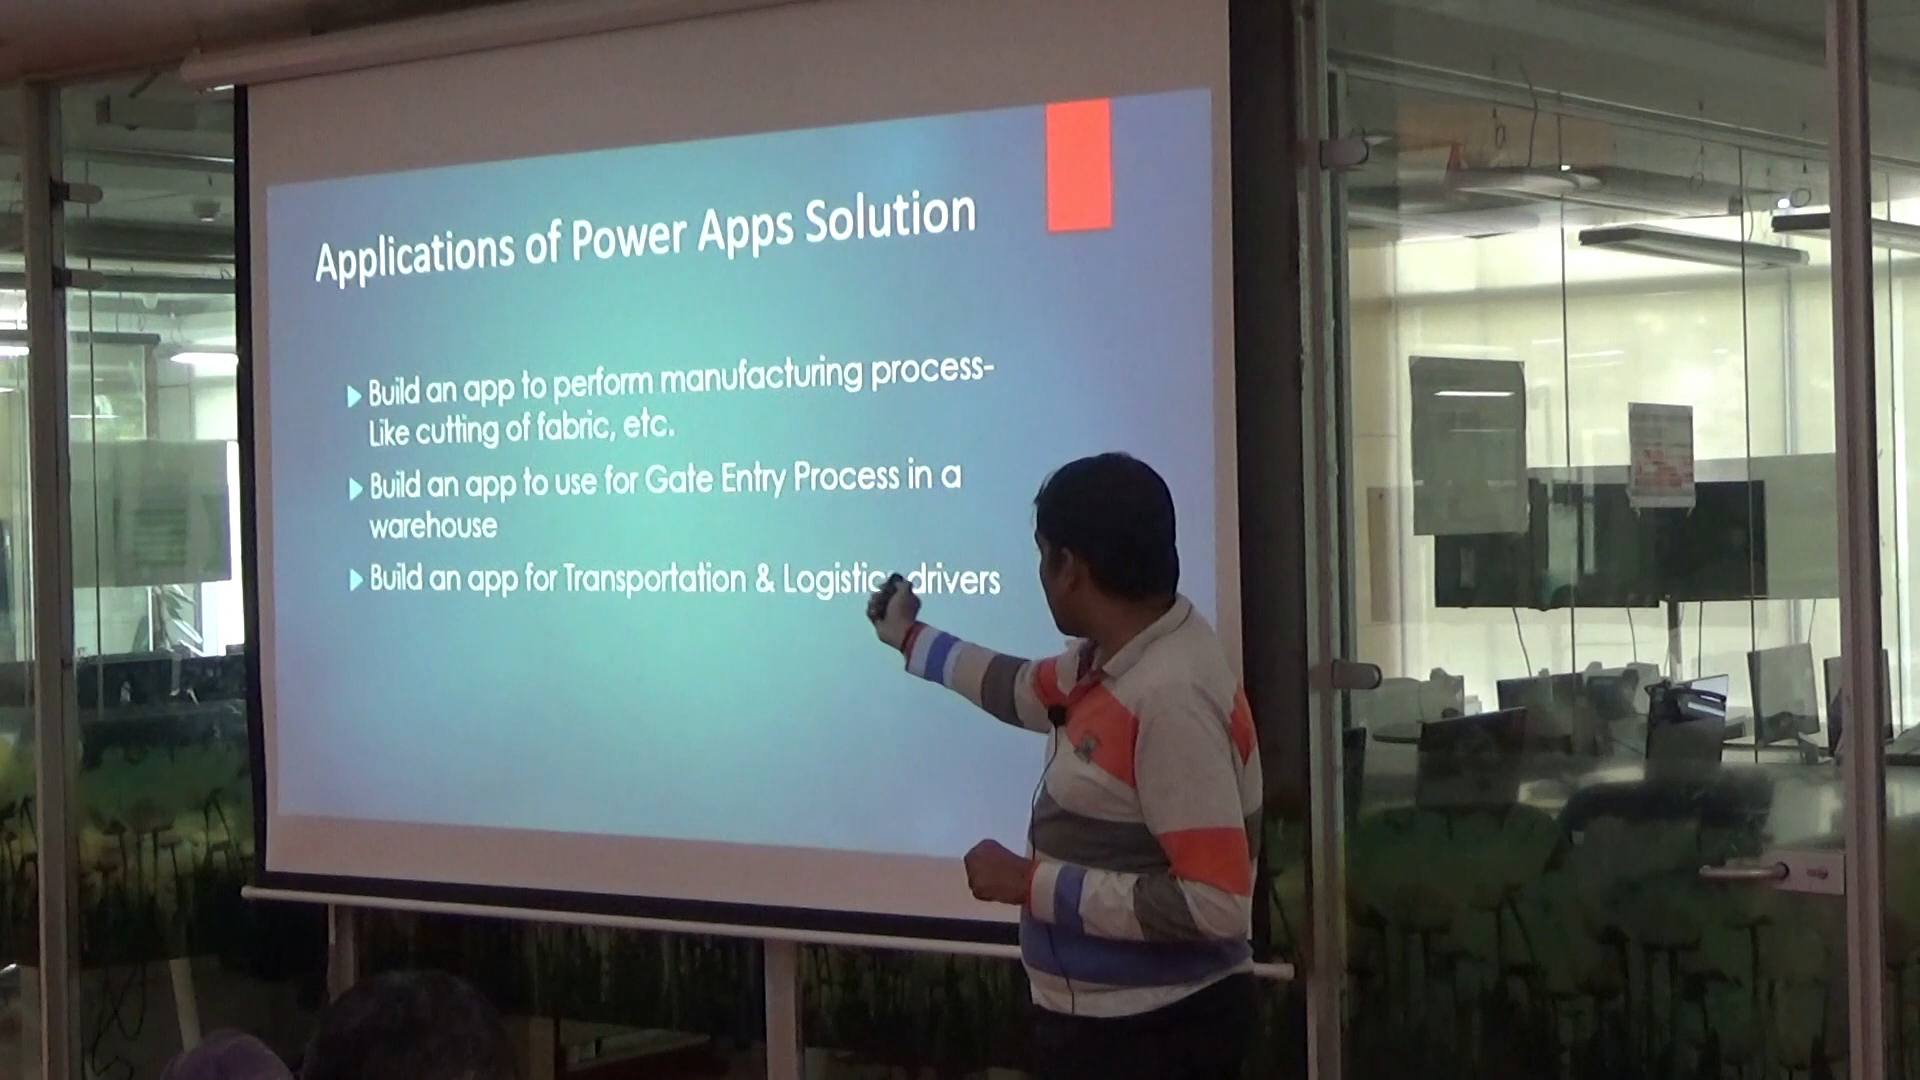 Applications of Power Apps Solution
Build an app to perform manufacturing process-
Like cutting of fabric, etc.
Build an app to use for Gate Entry Process in a
warehouse
Build an app for Transportation & Logistics drivers